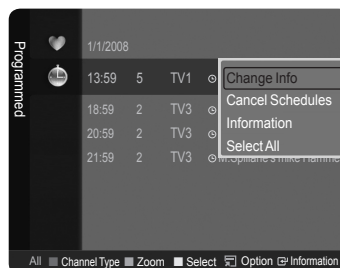 Programmed
1/1/2008
13:59 5 TV1
18:59 2 TV3
20:59 2 TV3
21:59 2 TV3
Change Info
Cancel Schedules
Information
Select All
All Channel Type Zoom Select Option Information